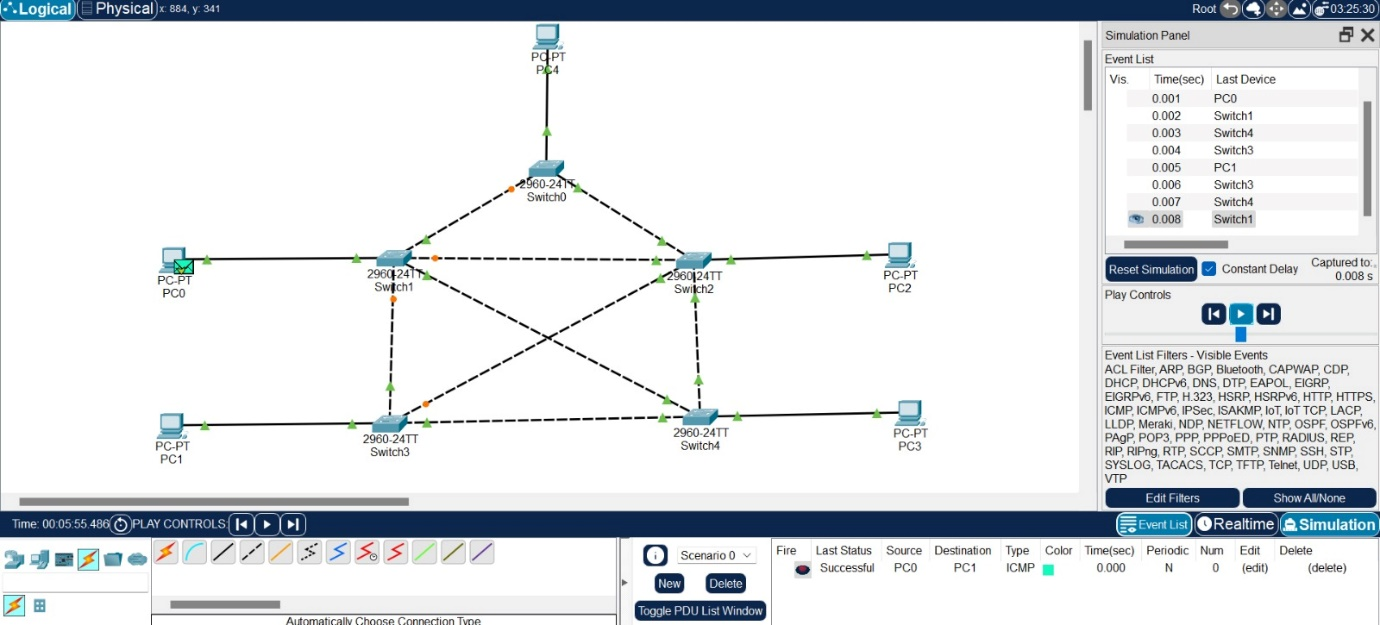 Logical Physical x: 884, y: 341 Root 03:25:30
Simulation Panel
Event List
Vis. Time(sec) Last Device
0.001 PC0
0.002 Switch1
0.003 Switch4
0.004 Switch3
0.005 PC1
0.006 Switch3
0.007 Switch4
0.008 Switch1
Reset Simulation Constant Delay Captured to:
0.008 s
Play Controls
Event List Filters - Visible Events
ACL Filter, ARP, BGP, Bluetooth, CAPWAP, CDP,
DHCP, DHCPv6, DNS, DTP, EAPOL, EIGRP,
EIGRPv6, FTP, H.323, HSRP, HSRPv6, HTTP, HTTPS,
ICMP, ICMPv6, IPSec, ISAKMP, IoT, IoT TCP, LACP,
LLDP, Meraki, NDP, NETFLOW, NTP, OSPF, OSPFv6,
PAgP, POP3, PPP, PPPoED, PTP, RADIUS, REP,
RIP, RIPng, RTP, SCCP, SMTP, SNMP, SSH, STP,
SYSLOG, TACACS, TCP, TFTP, Telnet, UDP, USB,
VTP
Edit Filters Show All/None
PC-PT
PC4
2960-24TT
Switch0
PC-PT
PC0
2960-24TT
Switch1
2960-24TT
Switch2
PC-PT
PC2
PC-PT
PC1
2960-24TT
Switch3
2960-24TT
Switch4
PC-PT
PC3
Time: 00:05:55.486 PLAY CONTROLS: Event List Realtime Simulation
Automatically Choose Connection Type
Scenario 0
New Delete
Toggle PDU List Window
Fire Last Status Source Destination Type Color Time(sec) Periodic Num Edit Delete
Successful PC0 PC1 ICMP 0.000 N 0 (edit) (delete)